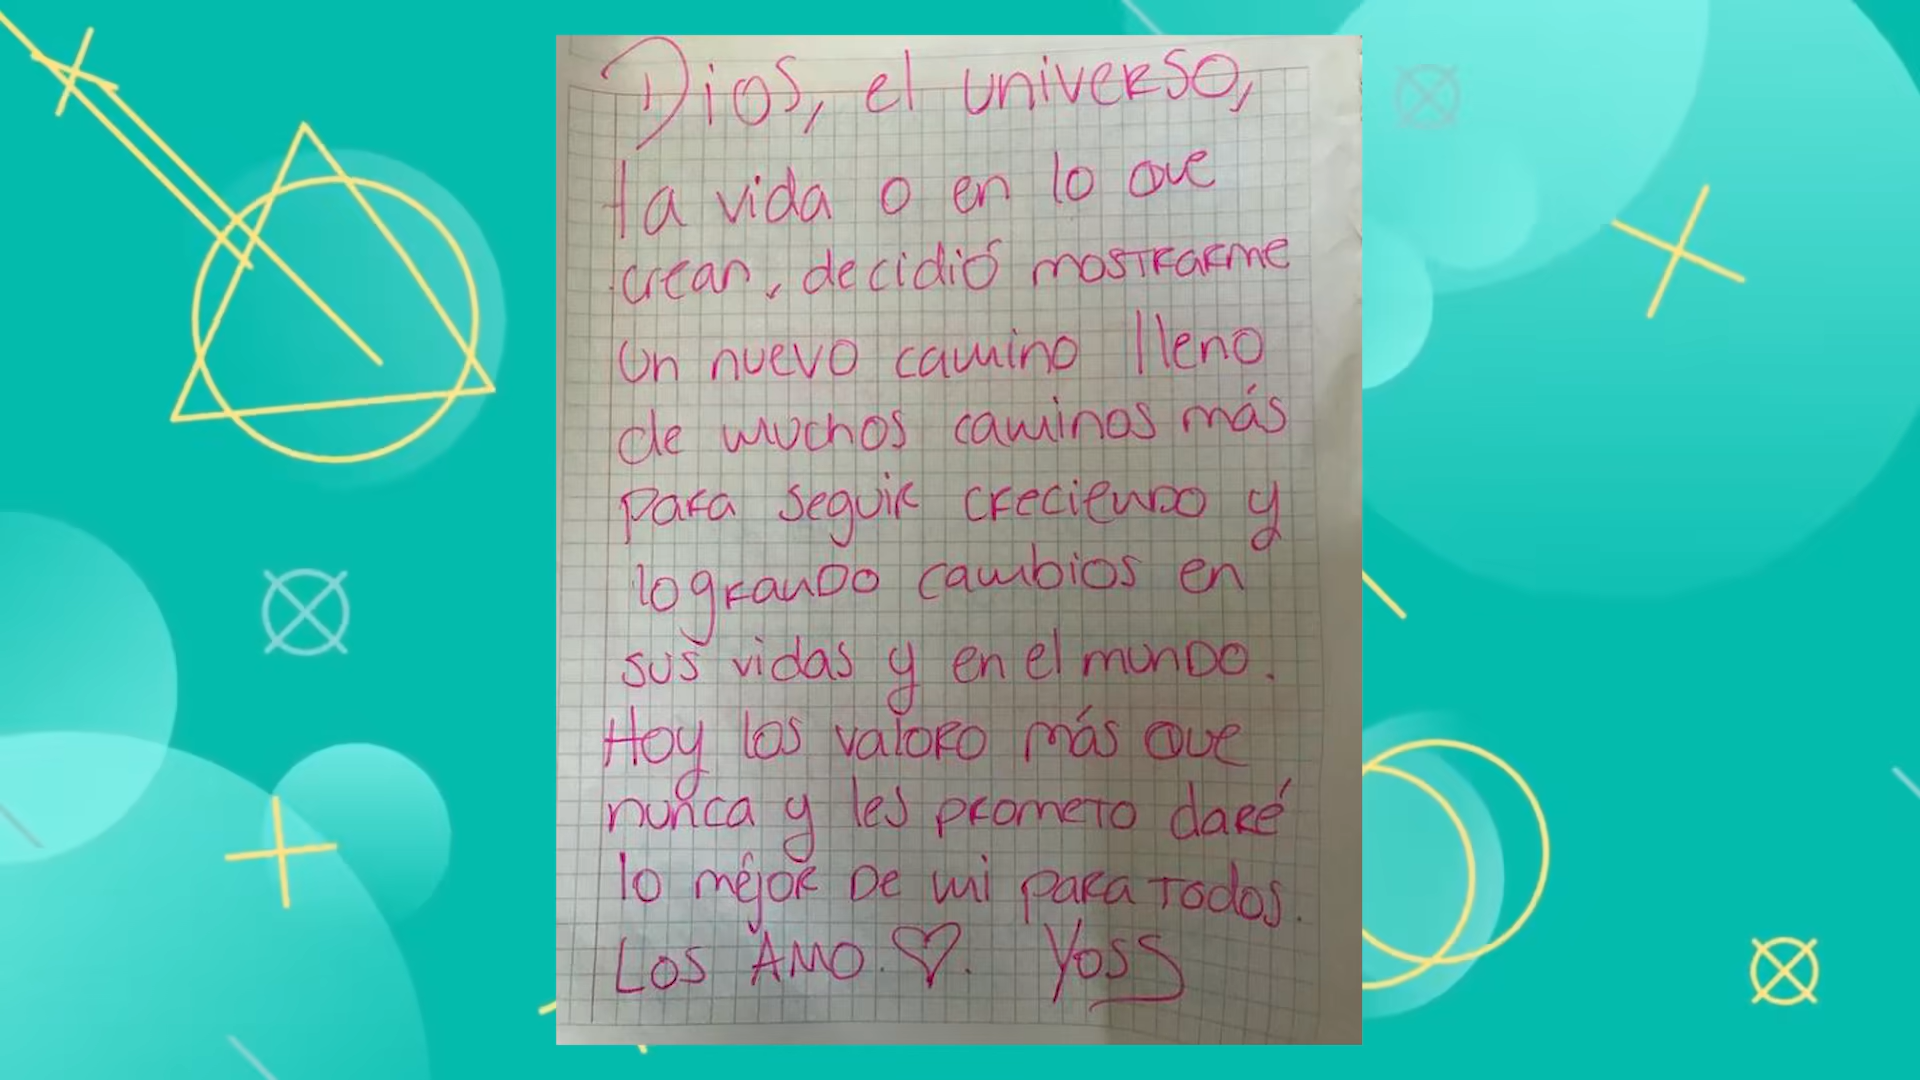 Dios, el universo,
la vida o en lo que
crean, decidió mostrarme
un nuevo camino lleno
de muchos caminos más
para seguir creciendo y
logrando cambios en
sus vidas y en el mundo.
Hoy los valoro más que
nunca y les prometo daré
lo mejor de mi para todos.
LOS AMO. ♡. Yoss